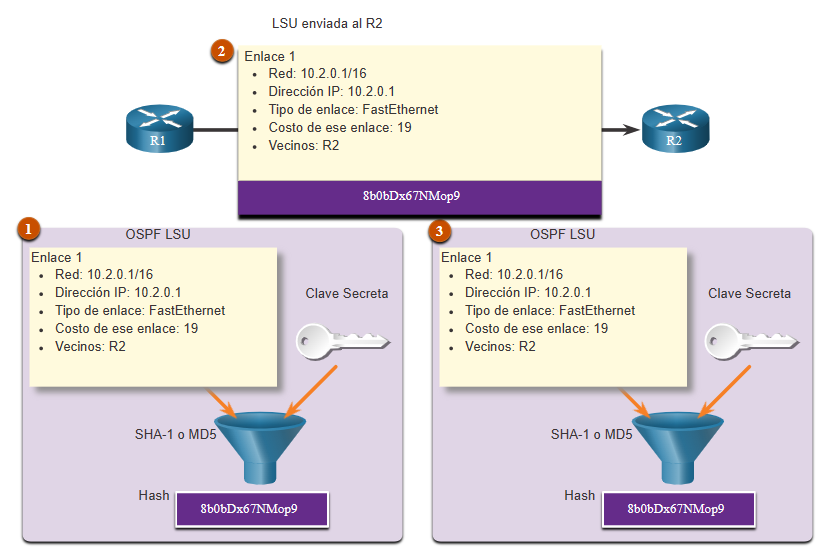 LSU enviada al R2
2
Enlace 1
• Red: 10.2.0.1/16
• Dirección IP: 10.2.0.1
• Tipo de enlace: FastEthernet
• Costo de ese enlace: 19
• Vecinos: R2
R1
R2
8b0bDx67NMop9
1
OSPF LSU
Enlace 1
• Red: 10.2.0.1/16
• Dirección IP: 10.2.0.1
• Tipo de enlace: FastEthernet
• Costo de ese enlace: 19
• Vecinos: R2
Clave Secreta
SHA-1 o MD5
Hash
8b0bDx67NMop9
3
OSPF LSU
Enlace 1
• Red: 10.2.0.1/16
• Dirección IP: 10.2.0.1
• Tipo de enlace: FastEthernet
• Costo de ese enlace: 19
• Vecinos: R2
Clave Secreta
SHA-1 o MD5
Hash
8b0bDx67NMop9